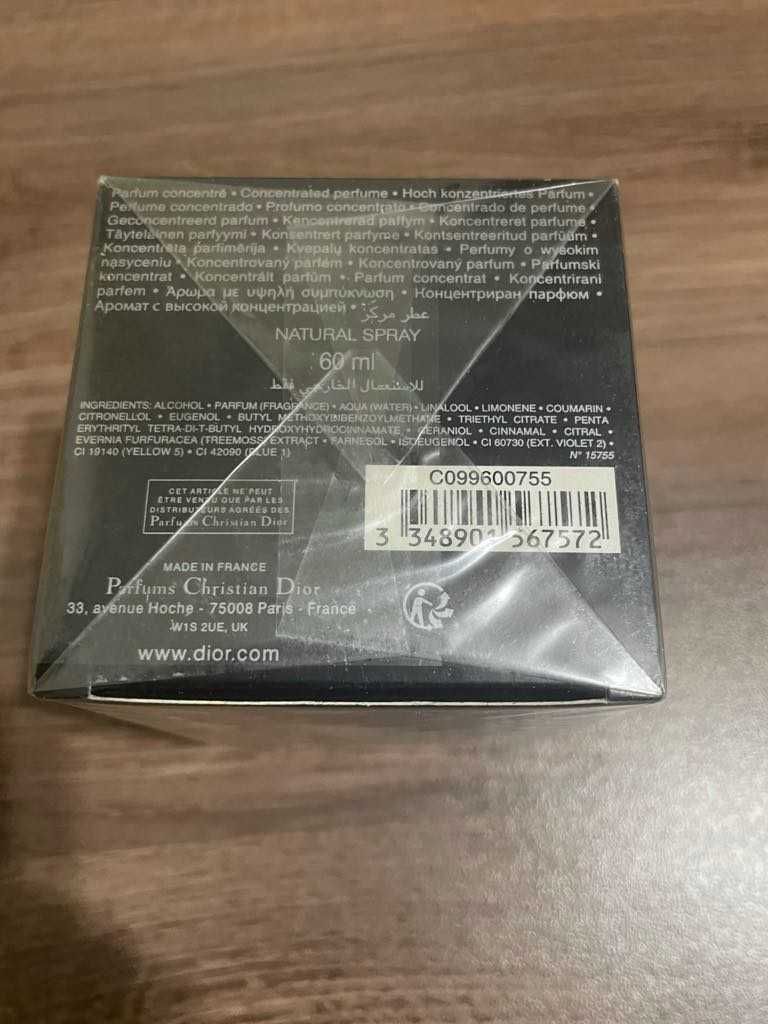 Parfum concentré • Concentrated perfume • Hoch konzentriertes Parfum •
Perfume concentrado • Profumo concentrato • Concentrado de perfume •
Geconcentreerd parfum • Kencentrerad paffym • Koncentreret parfume •
Täyteläinen parfyymi • Konsentrert parfyme • Kontsentreeritud parfüüm •
Koncentrēta parfimērija • Kvepalų koncentratas • Perfumy o wysokim
nasyceniu • Koncentrovaný parfém • Koncentrovaný parfum • Parfumski
koncentrat • Koncentrált parfüm • Parfum concentrat • Koncentrirani
parfem • Άρωμα με υψηλή συμπύκνωση • Концентриран парфюм •
Аромат с высокой концентрацией • عطر مركز
NATURAL SPRAY
60 ml
للاستعمال الخارجي فقط
INGREDIENTS: ALCOHOL • PARFUM (FRAGRANCE) • AQUA (WATER) • LINALOOL • LIMONENE • COUMARIN •
CITRONELLOL • EUGENOL • BUTYL METHOXYDIBENZOYLMETHANE • TRIETHYL CITRATE • PENTA
ERYTHRITYL TETRA-DI-T-BUTYL HYDROXYHYDROCINNAMATE • GERANIOL • CINNAMAL • CITRAL •
EVERNIA FURFURACEA (TREEMOSS) EXTRACT • FARNESOL • ISOEUGENOL • CI 60730 (EXT. VIOLET 2) •
CI 19140 (YELLOW 5) • CI 42090 (BLUE 1)
N° 15755
CET ARTICLE NE PEUT
ÊTRE VENDU QUE PAR LES
DISTRIBUTEURS AGRÉÉS DES
Parfums Christian Dior
C099600755
3 348901 367572
MADE IN FRANCE
Parfums Christian Dior
33, avenue Hoche - 75008 Paris - France
W1S 2UE, UK
www.dior.com